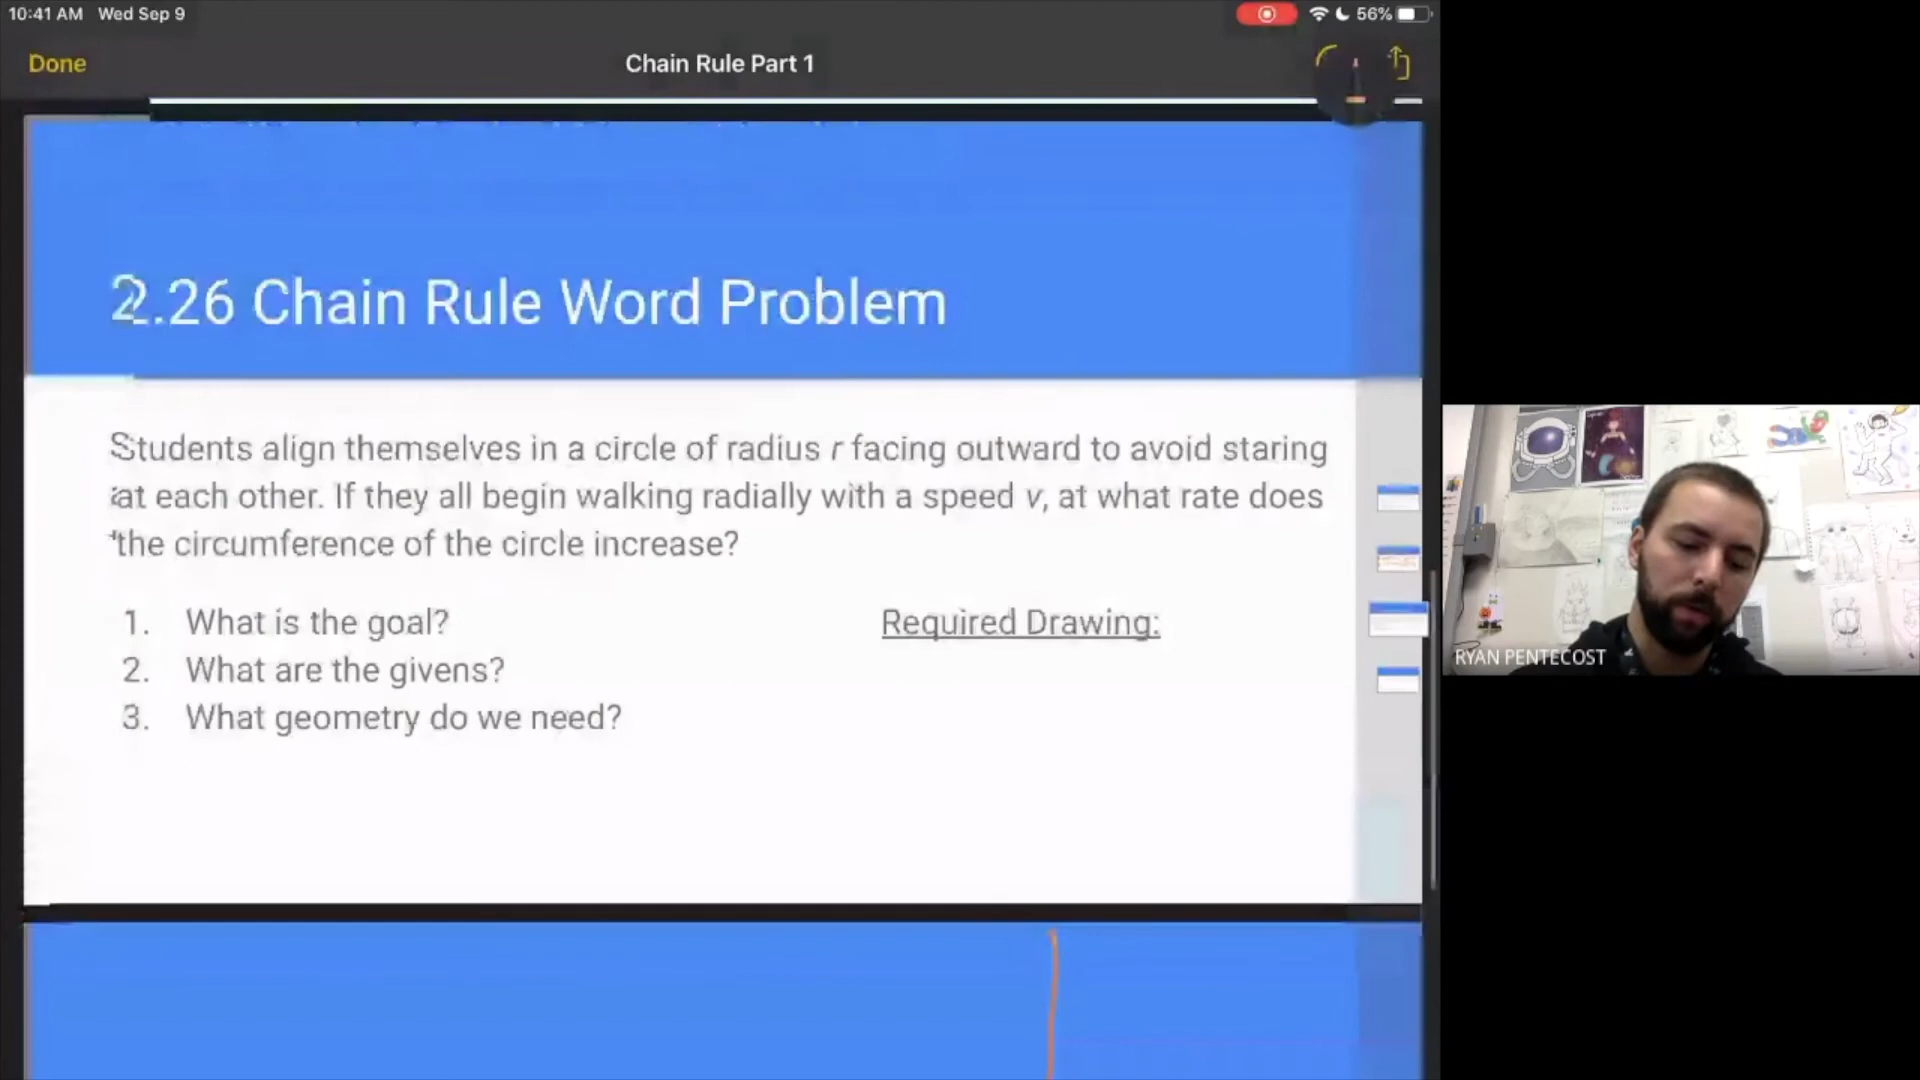 10:41 AM Wed Sep 9
56%
Done
Chain Rule Part 1
2.26 Chain Rule Word Problem
Students align themselves in a circle of radius r facing outward to avoid staring
at each other. If they all begin walking radially with a speed v, at what rate does
the circumference of the circle increase?
1. What is the goal?
2. What are the givens?
3. What geometry do we need?
Required Drawing:
RYAN PENTECOST